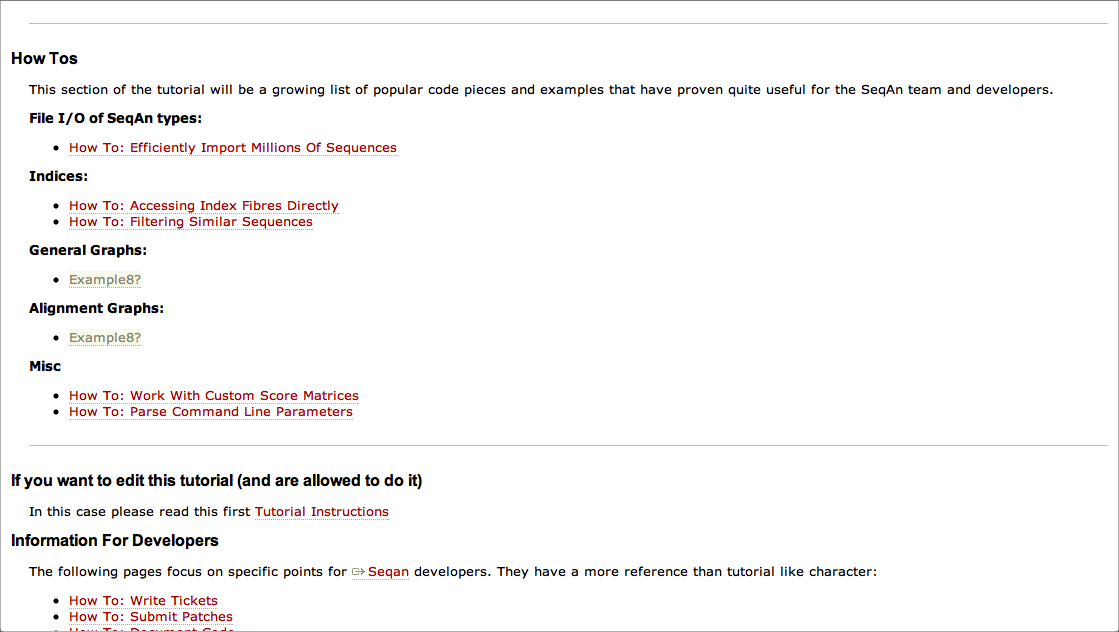 How Tos
This section of the tutorial will be a growing list of popular code pieces and examples that have proven quite useful for the SeqAn team and developers.
File I/O of SeqAn types:
How To: Efficiently Import Millions Of Sequences
Indices:
How To: Accessing Index Fibres Directly
How To: Filtering Similar Sequences
General Graphs:
Example8?
Alignment Graphs:
Example8?
Misc
How To: Work With Custom Score Matrices
How To: Parse Command Line Parameters
If you want to edit this tutorial (and are allowed to do it)
In this case please read this first Tutorial Instructions
Information For Developers
The following pages focus on specific points for Seqan developers. They have a more reference than tutorial like character:
How To: Write Tickets
How To: Submit Patches
How To: Document Code